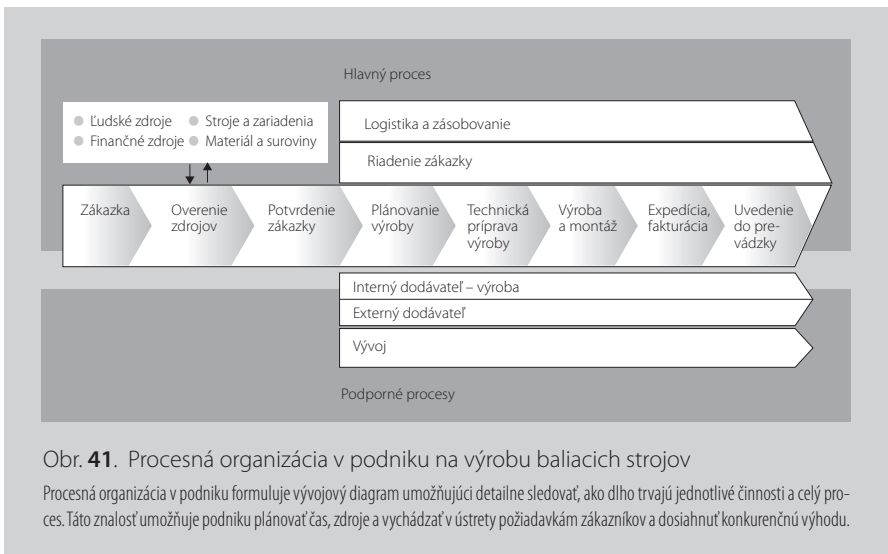 Hlavný proces
Ľudské zdroje
Stroje a zariadenia
Finančné zdroje
Materiál a suroviny
Logistika a zásobovanie
Riadenie zákazky
Zákazka
Overenie
zdrojov
Potvrdenie
zákazky
Plánovanie
výroby
Technická
príprava
výroby
Výroba
a montáž
Expedícia,
fakturácia
Uvedenie
do pre-
vádzky
Interný dodávateľ – výroba
Externý dodávateľ
Vývoj
Podporné procesy
Obr. 41. Procesná organizácia v podniku na výrobu baliacich strojov
Procesná organizácia v podniku formuluje vývojový diagram umožňujúci detailne sledovať, ako dlho trvajú jednotlivé činnosti a celý pro-
ces. Táto znalosť umožňuje podniku plánovať čas, zdroje a vychádzať v ústrety požiadavkám zákazníkov a dosiahnuť konkurenčnú výhodu.